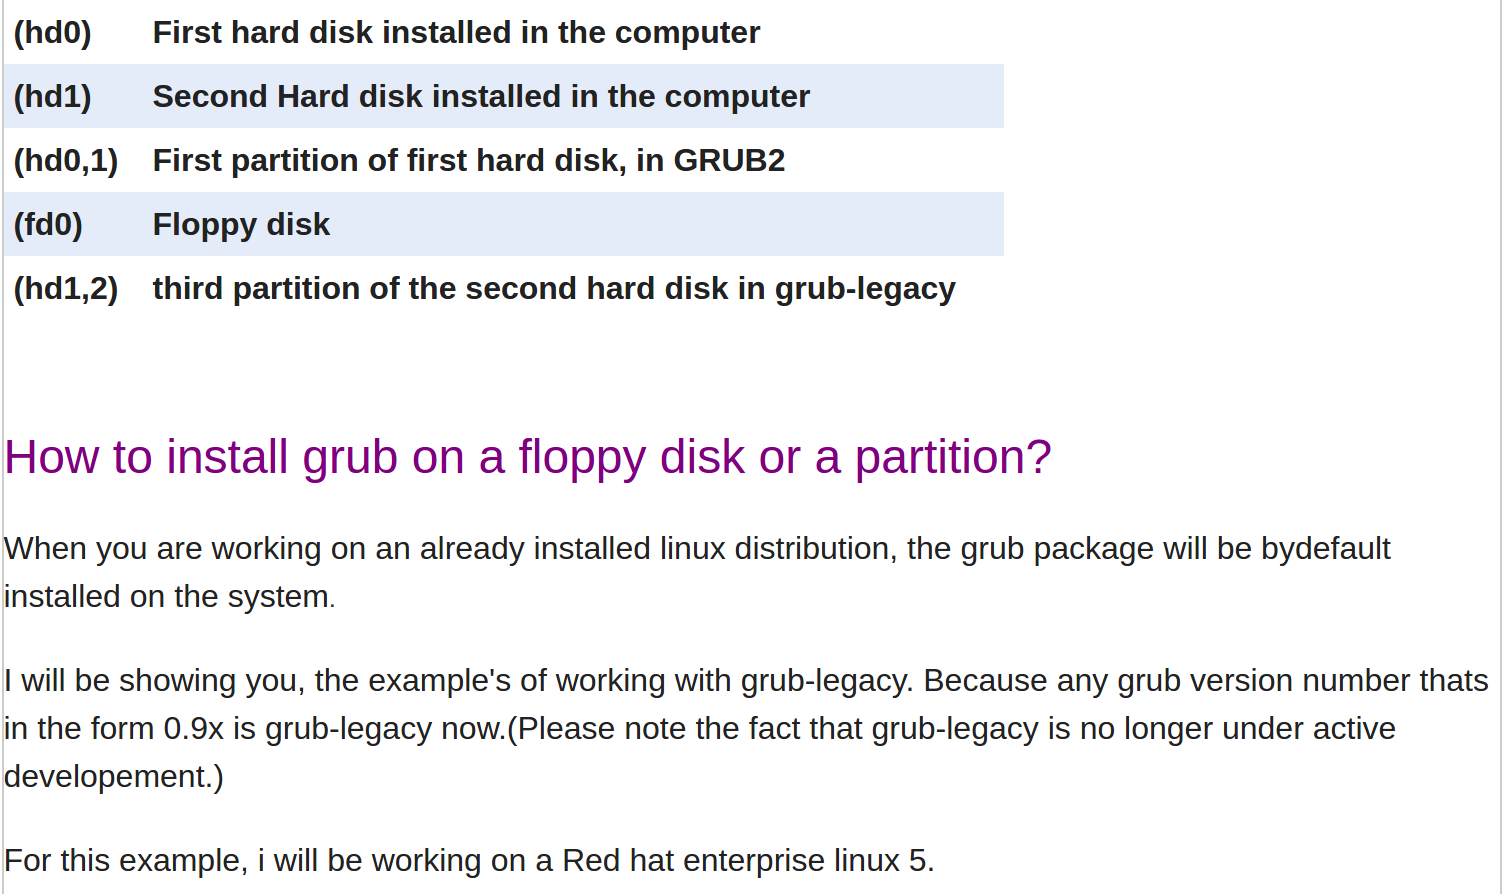 (hd0) First hard disk installed in the computer
(hd1) Second Hard disk installed in the computer
(hd0,1) First partition of first hard disk, in GRUB2
(fd0) Floppy disk
(hd1,2) third partition of the second hard disk in grub-legacy
How to install grub on a floppy disk or a partition?
When you are working on an already installed linux distribution, the grub package will be bydefault
installed on the system.
I will be showing you, the example's of working with grub-legacy. Because any grub version number thats
in the form 0.9x is grub-legacy now.(Please note the fact that grub-legacy is no longer under active
developement.)
For this example, i will be working on a Red hat enterprise linux 5.